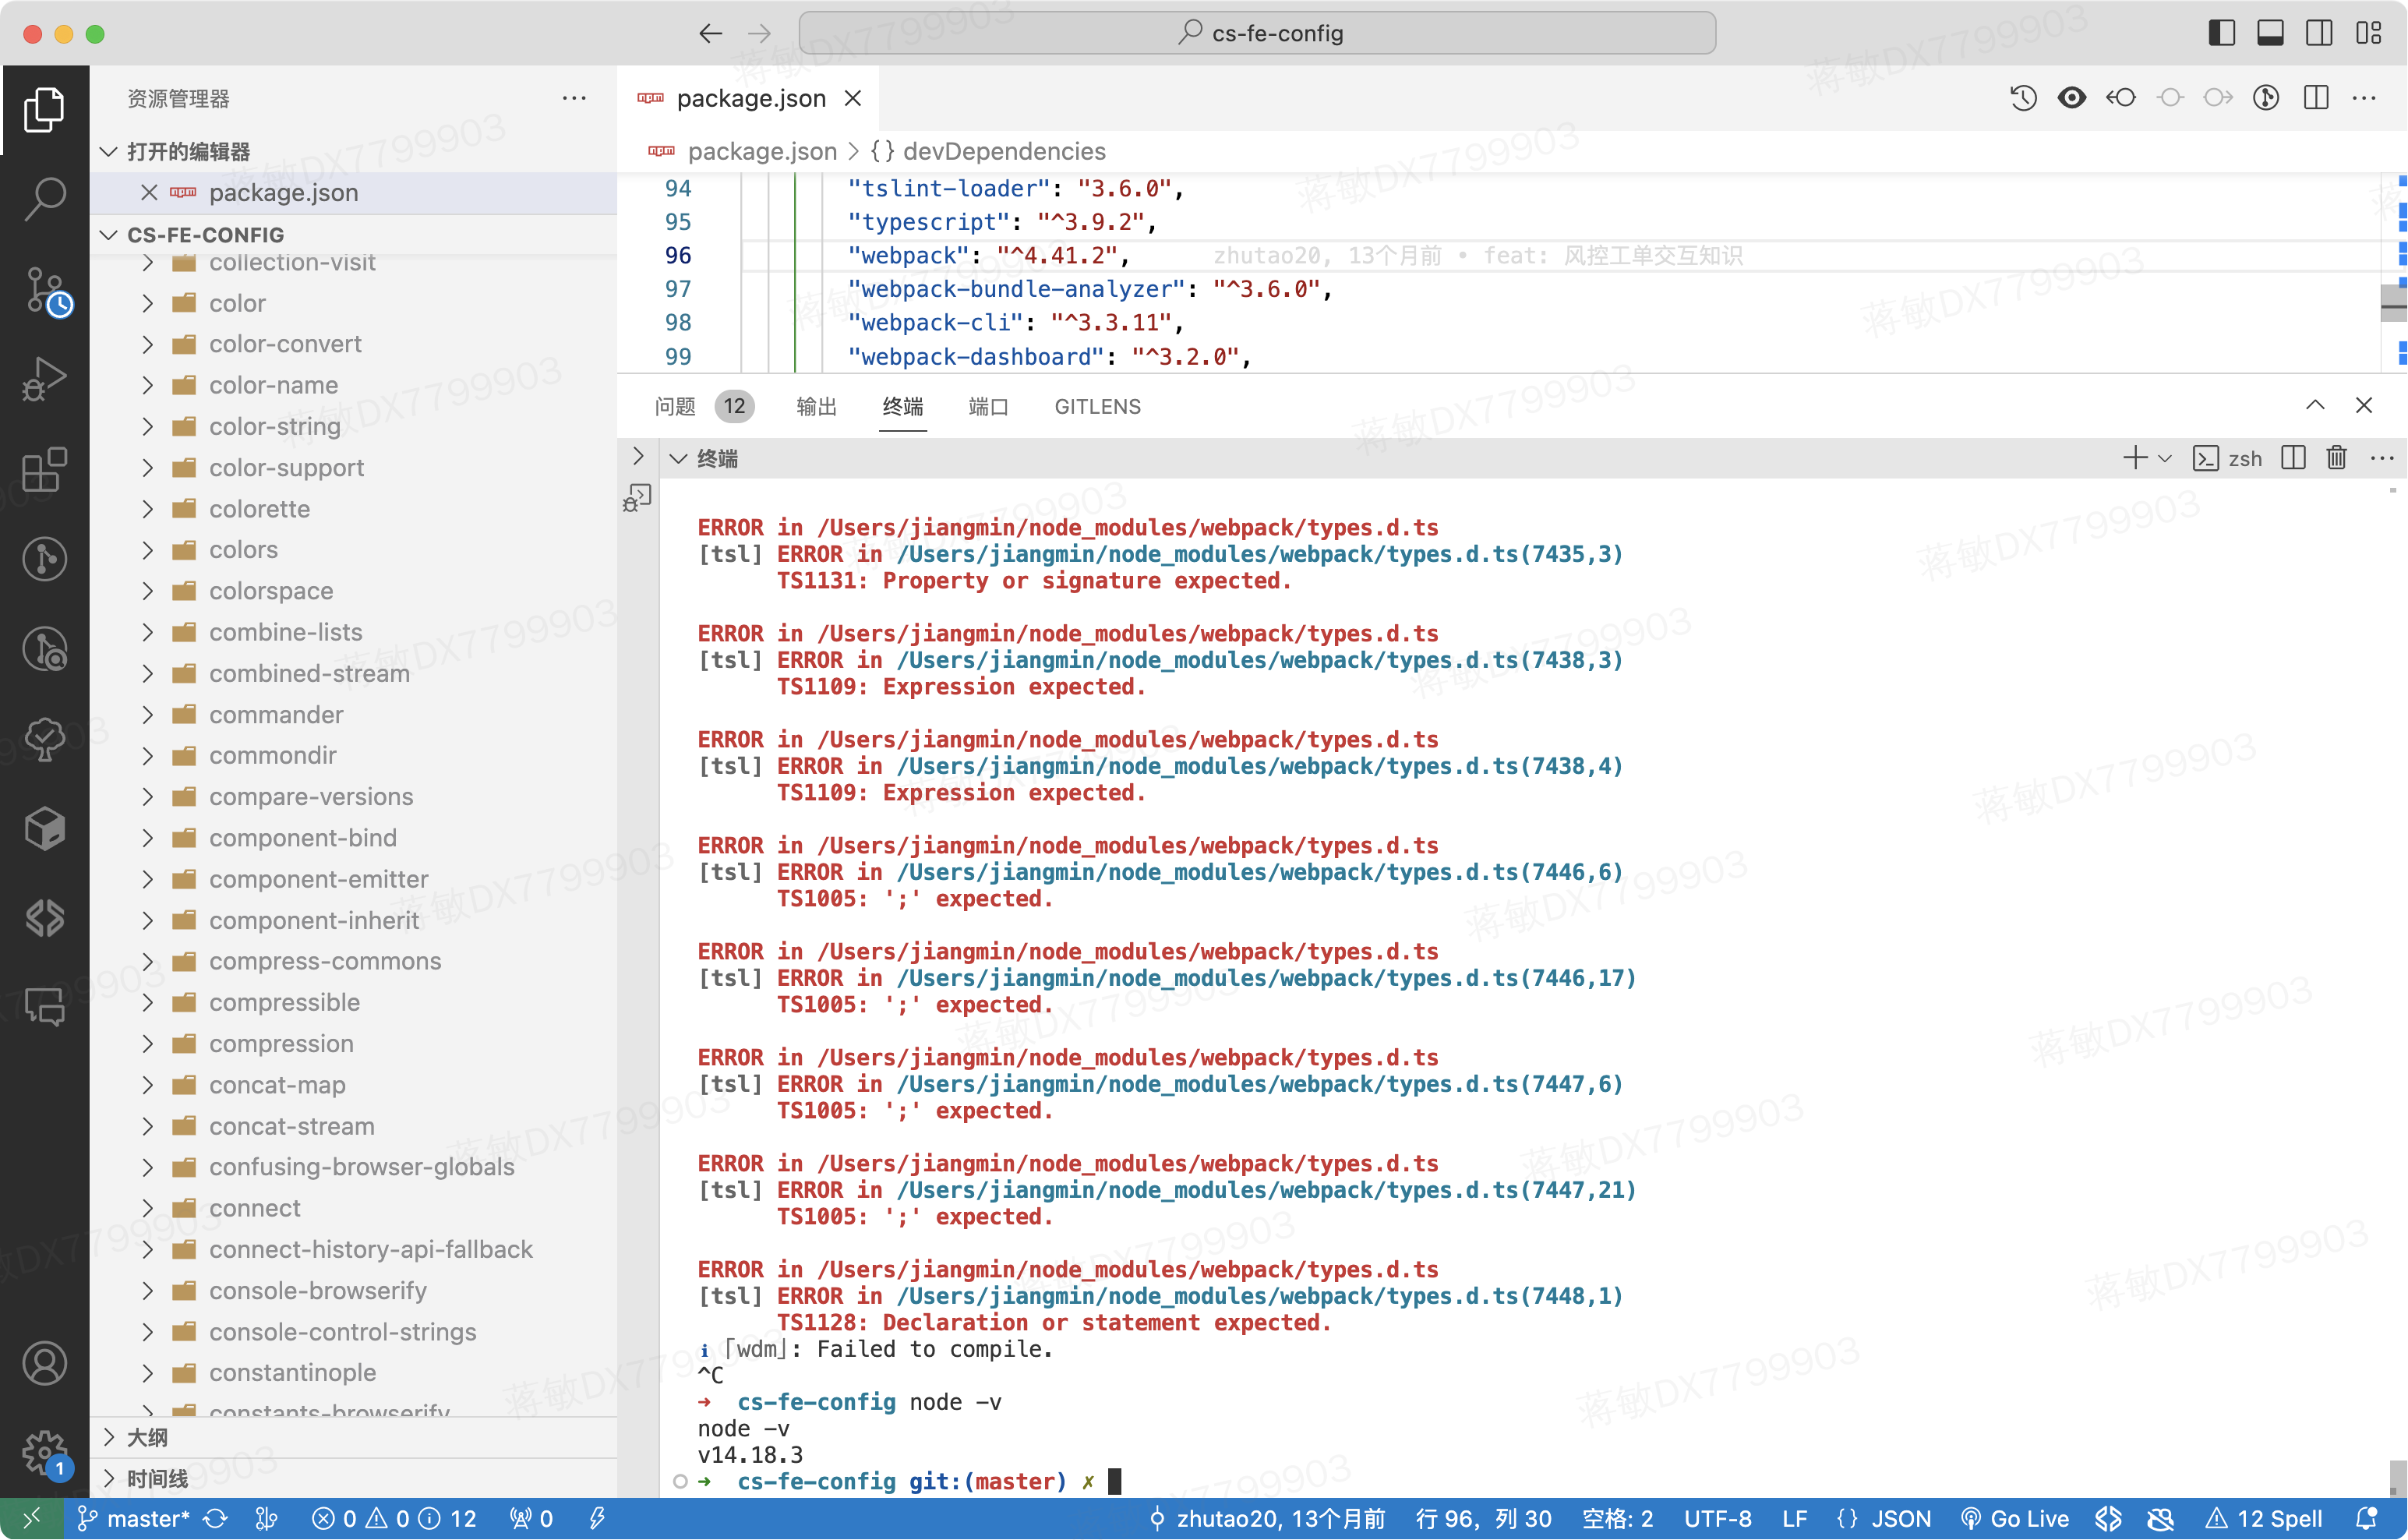 cs-fe-config
资源管理器
打开的编辑器
package.json
CS-FE-CONFIG
collection-visit
color
color-convert
color-name
color-string
color-support
colorette
colors
colorspace
combine-lists
combined-stream
commander
commondir
compare-versions
component-bind
component-emitter
component-inherit
compress-commons
compressible
compression
concat-map
concat-stream
confusing-browser-globals
connect
connect-history-api-fallback
console-browserify
console-control-strings
constantinople
constants-browserify
大纲
时间线
1
package.json
package.json > {} devDependencies
94 "tslint-loader": "3.6.0",
95 "typescript": "^3.9.2",
96 "webpack": "^4.41.2", zhutao20, 13个月前 • feat: 风控工单交互知识
97 "webpack-bundle-analyzer": "^3.6.0",
98 "webpack-cli": "^3.3.11",
99 "webpack-dashboard": "^3.2.0",
问题 12 输出 终端 端口 GITLENS
终端 zsh
ERROR in /Users/jiangmin/node_modules/webpack/types.d.ts
[tsl] ERROR in /Users/jiangmin/node_modules/webpack/types.d.ts(7435,3)
TS1131: Property or signature expected.
ERROR in /Users/jiangmin/node_modules/webpack/types.d.ts
[tsl] ERROR in /Users/jiangmin/node_modules/webpack/types.d.ts(7438,3)
TS1109: Expression expected.
ERROR in /Users/jiangmin/node_modules/webpack/types.d.ts
[tsl] ERROR in /Users/jiangmin/node_modules/webpack/types.d.ts(7438,4)
TS1109: Expression expected.
ERROR in /Users/jiangmin/node_modules/webpack/types.d.ts
[tsl] ERROR in /Users/jiangmin/node_modules/webpack/types.d.ts(7446,6)
TS1005: ';' expected.
ERROR in /Users/jiangmin/node_modules/webpack/types.d.ts
[tsl] ERROR in /Users/jiangmin/node_modules/webpack/types.d.ts(7446,17)
TS1005: ';' expected.
ERROR in /Users/jiangmin/node_modules/webpack/types.d.ts
[tsl] ERROR in /Users/jiangmin/node_modules/webpack/types.d.ts(7447,6)
TS1005: ';' expected.
ERROR in /Users/jiangmin/node_modules/webpack/types.d.ts
[tsl] ERROR in /Users/jiangmin/node_modules/webpack/types.d.ts(7447,21)
TS1005: ';' expected.
ERROR in /Users/jiangmin/node_modules/webpack/types.d.ts
[tsl] ERROR in /Users/jiangmin/node_modules/webpack/types.d.ts(7448,1)
TS1128: Declaration or statement expected.
ℹ ｢wdm｣: Failed to compile.
^C
➜ cs-fe-config node -v
node -v
v14.18.3
➜ cs-fe-config git:(master) ✗
master* 0 0 12 0 zhutao20, 13个月前 行 96，列 30 空格: 2 UTF-8 LF {} JSON Go Live 12 Spell
蒋敏DX7799903